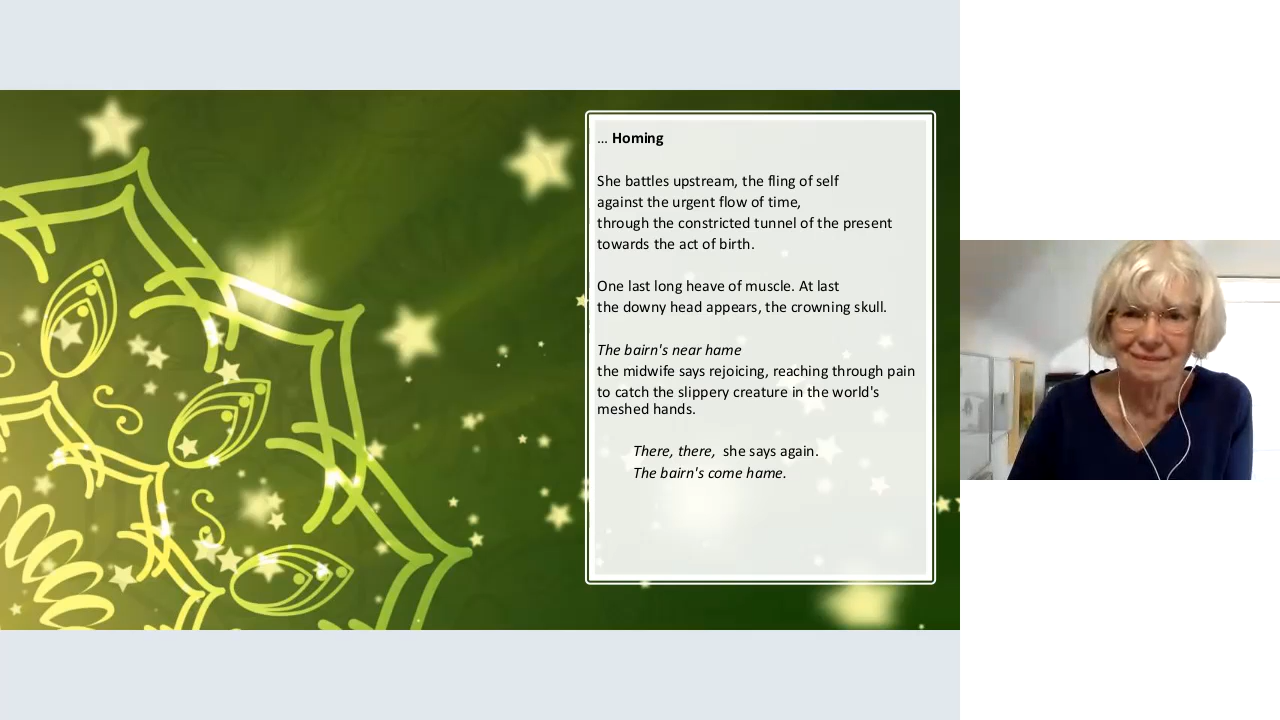 ... Homing
She battles upstream, the fling of self
against the urgent flow of time,
through the constricted tunnel of the present
towards the act of birth.
One last long heave of muscle. At last
the downy head appears, the crowning skull.
The bairn's near hame
the midwife says rejoicing, reaching through pain
to catch the slippery creature in the world's
meshed hands.
There, there, she says again.
The bairn's come hame.